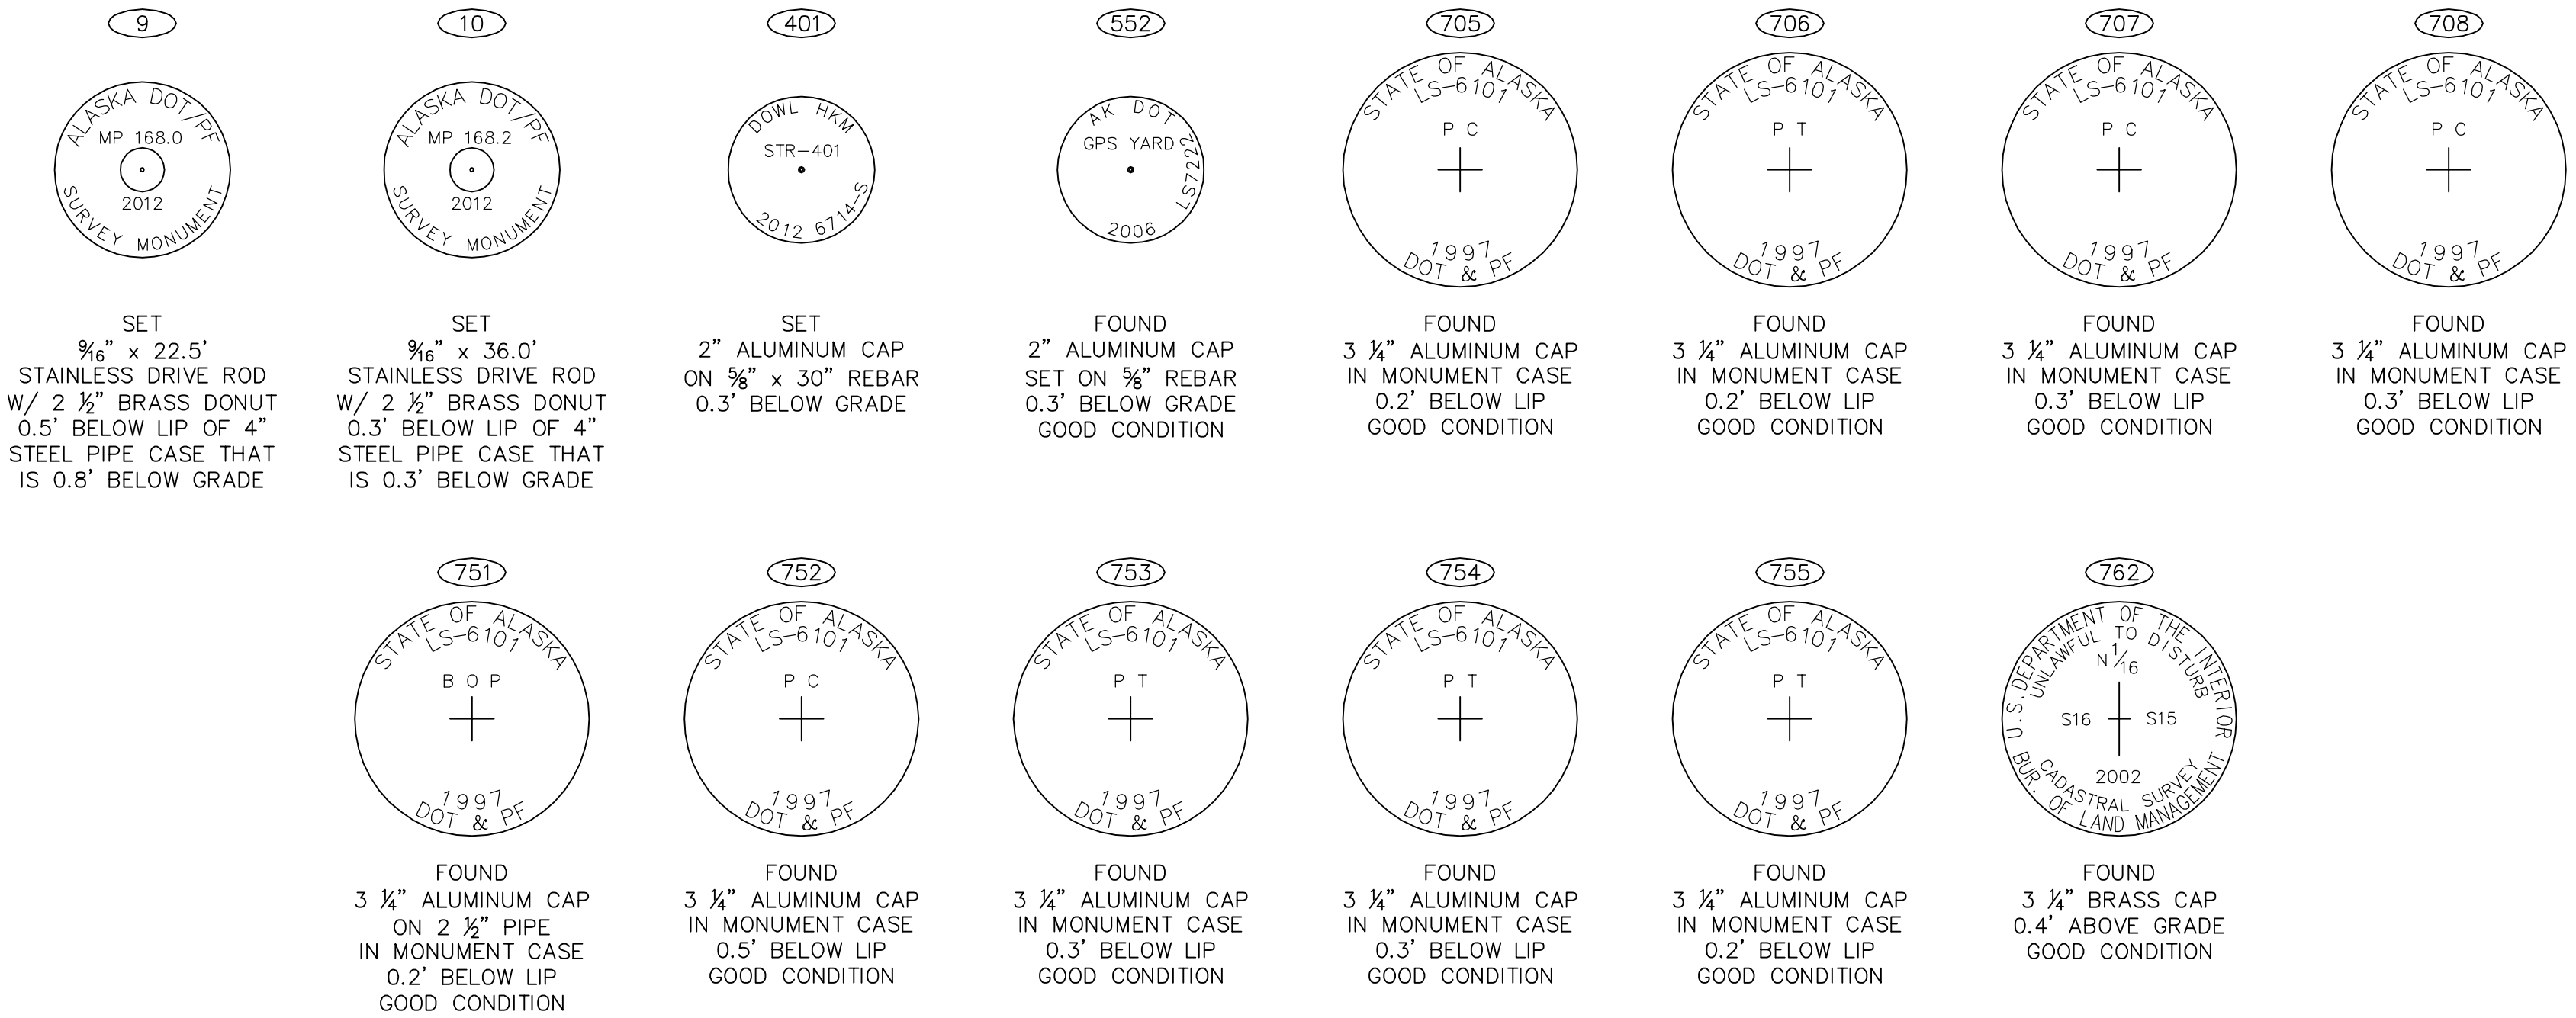 9
ALASKA DOT/PF
MP 168.0
2012
SURVEY MONUMENT
SET
9/16" x 22.5'
STAINLESS DRIVE ROD
W/ 2 1/2" BRASS DONUT
0.5' BELOW LIP OF 4"
STEEL PIPE CASE THAT
IS 0.8' BELOW GRADE
10
ALASKA DOT/PF
MP 168.2
2012
SURVEY MONUMENT
SET
9/16" x 36.0'
STAINLESS DRIVE ROD
W/ 2 1/2" BRASS DONUT
0.3' BELOW LIP OF 4"
STEEL PIPE CASE THAT
IS 0.3' BELOW GRADE
401
DOWL HKM
STR-401
2012 6714-S
SET
2" ALUMINUM CAP
ON 5/8" x 30" REBAR
0.3' BELOW GRADE
552
AK DOT
GPS YARD
LS7222
2006
FOUND
2" ALUMINUM CAP
SET ON 5/8" REBAR
0.3' BELOW GRADE
GOOD CONDITION
705
STATE OF ALASKA
LS-6101
P C
1997
DOT & PF
FOUND
3 1/4" ALUMINUM CAP
IN MONUMENT CASE
0.2' BELOW LIP
GOOD CONDITION
706
STATE OF ALASKA
LS-6101
P T
1997
DOT & PF
FOUND
3 1/4" ALUMINUM CAP
IN MONUMENT CASE
0.2' BELOW LIP
GOOD CONDITION
707
STATE OF ALASKA
LS-6101
P C
1997
DOT & PF
FOUND
3 1/4" ALUMINUM CAP
IN MONUMENT CASE
0.3' BELOW LIP
GOOD CONDITION
708
STATE OF ALASKA
LS-6101
P C
1997
DOT & PF
FOUND
3 1/4" ALUMINUM CAP
IN MONUMENT CASE
0.3' BELOW LIP
GOOD CONDITION
751
STATE OF ALASKA
LS-6101
B O P
1997
DOT & PF
FOUND
3 1/4" ALUMINUM CAP
ON 2 1/2" PIPE
IN MONUMENT CASE
0.2' BELOW LIP
GOOD CONDITION
752
STATE OF ALASKA
LS-6101
P C
1997
DOT & PF
FOUND
3 1/4" ALUMINUM CAP
IN MONUMENT CASE
0.5' BELOW LIP
GOOD CONDITION
753
STATE OF ALASKA
LS-6101
P T
1997
DOT & PF
FOUND
3 1/4" ALUMINUM CAP
IN MONUMENT CASE
0.3' BELOW LIP
GOOD CONDITION
754
STATE OF ALASKA
LS-6101
P T
1997
DOT & PF
FOUND
3 1/4" ALUMINUM CAP
IN MONUMENT CASE
0.3' BELOW LIP
GOOD CONDITION
755
STATE OF ALASKA
LS-6101
P T
1997
DOT & PF
FOUND
3 1/4" ALUMINUM CAP
IN MONUMENT CASE
0.2' BELOW LIP
GOOD CONDITION
762
U.S. DEPARTMENT OF THE INTERIOR
UNLAWFUL TO DISTURB
N 1/16
S16 S15
2002
CADASTRAL SURVEY
BUR. OF LAND MANAGEMENT
FOUND
3 1/4" BRASS CAP
0.4' ABOVE GRADE
GOOD CONDITION